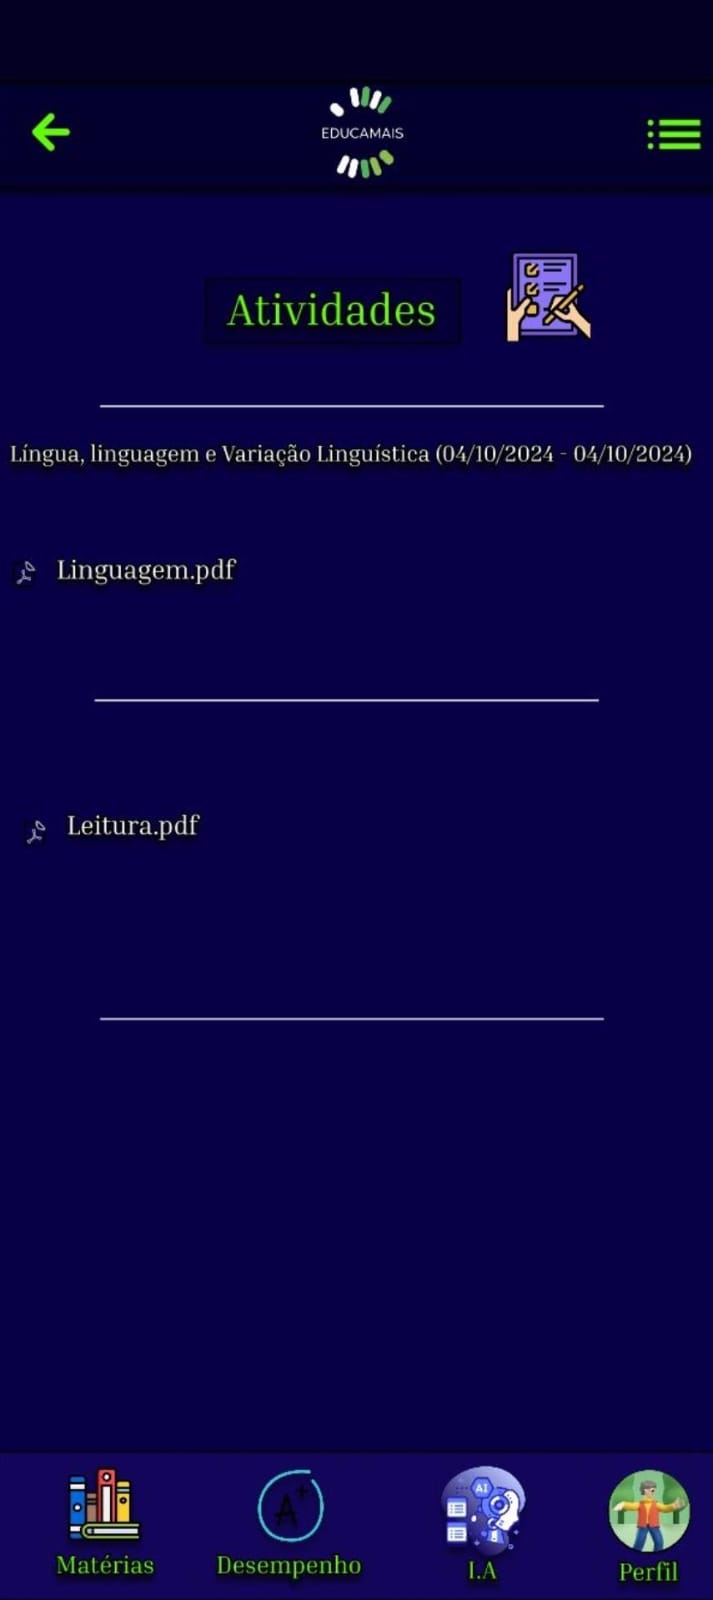 EDUCAMAIS
Atividades
Língua, linguagem e Variação Linguística (04/10/2024 - 04/10/2024)
Linguagem.pdf
Leitura.pdf
A+
AI
Matérias
Desempenho
I.A
Perfil